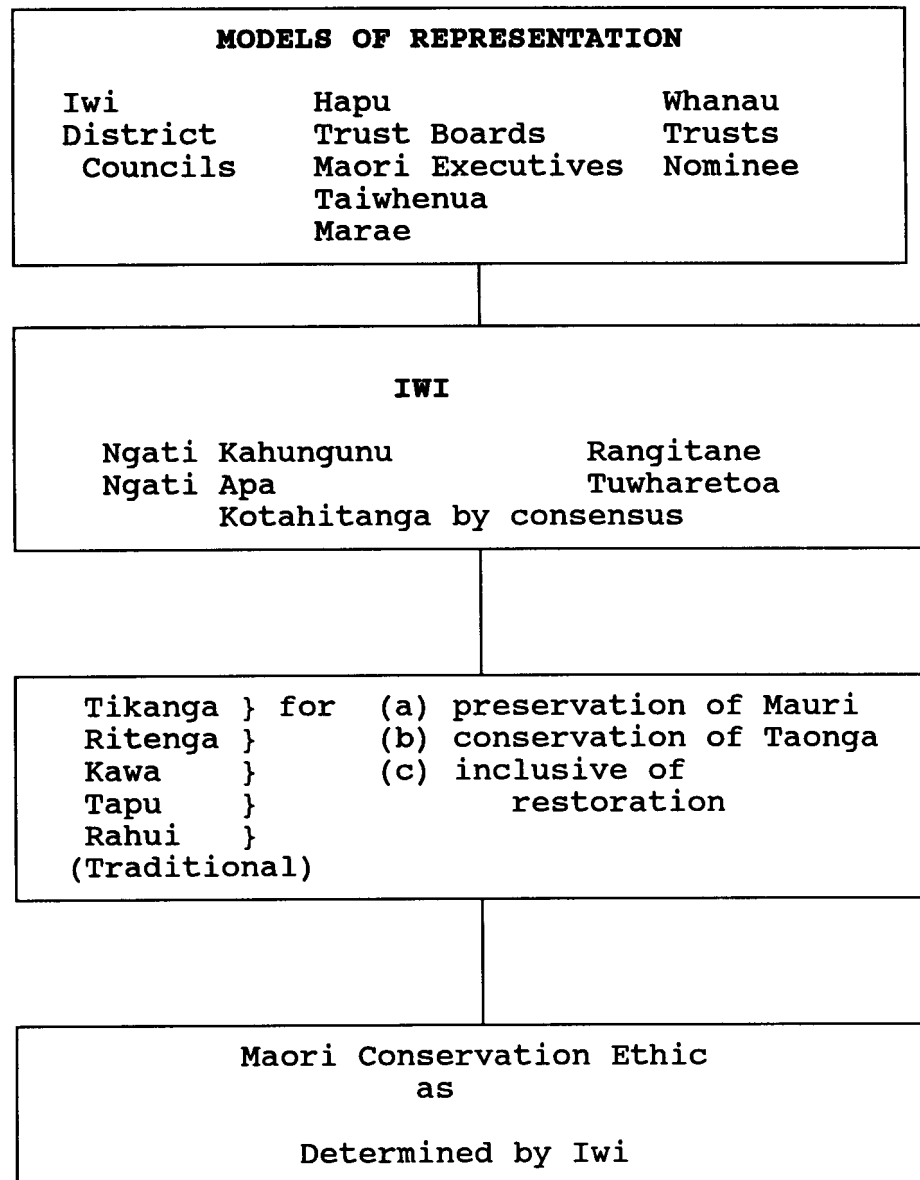 MODELS OF REPRESENTATION
Iwi Hapu Whanau
District Trust Boards Trusts
Councils Maori Executives Nominee
Taiwhenua
Marae
IWI
Ngati Kahungunu Rangitane
Ngati Apa Tuwharetoa
Kotahitanga by consensus
Tikanga } for (a) preservation of Mauri
Ritenga } (b) conservation of Taonga
Kawa } (c) inclusive of
Tapu } restoration
Rahui }
(Traditional)
Maori Conservation Ethic
as
Determined by Iwi